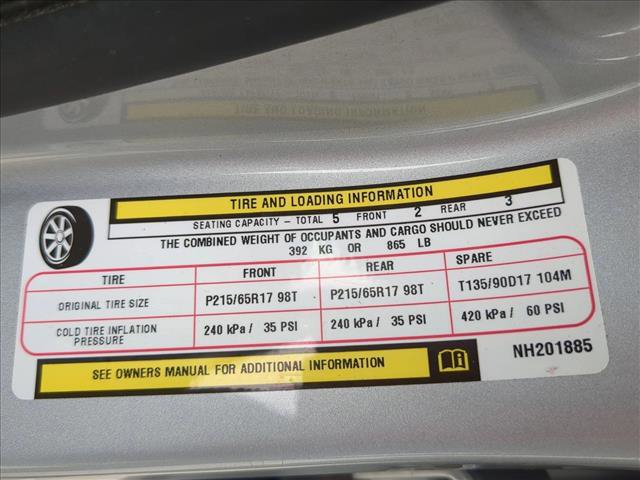 TIRE AND LOADING INFORMATION
SEATING CAPACITY – TOTAL 5 FRONT 2 REAR 3
THE COMBINED WEIGHT OF OCCUPANTS AND CARGO SHOULD NEVER EXCEED
392 KG OR 865 LB
TIRE FRONT REAR SPARE
ORIGINAL TIRE SIZE P215/65R17 98T P215/65R17 98T T135/90D17 104M
COLD TIRE INFLATION PRESSURE 240 kPa / 35 PSI 240 kPa / 35 PSI 420 kPa / 60 PSI
SEE OWNERS MANUAL FOR ADDITIONAL INFORMATION
NH201885